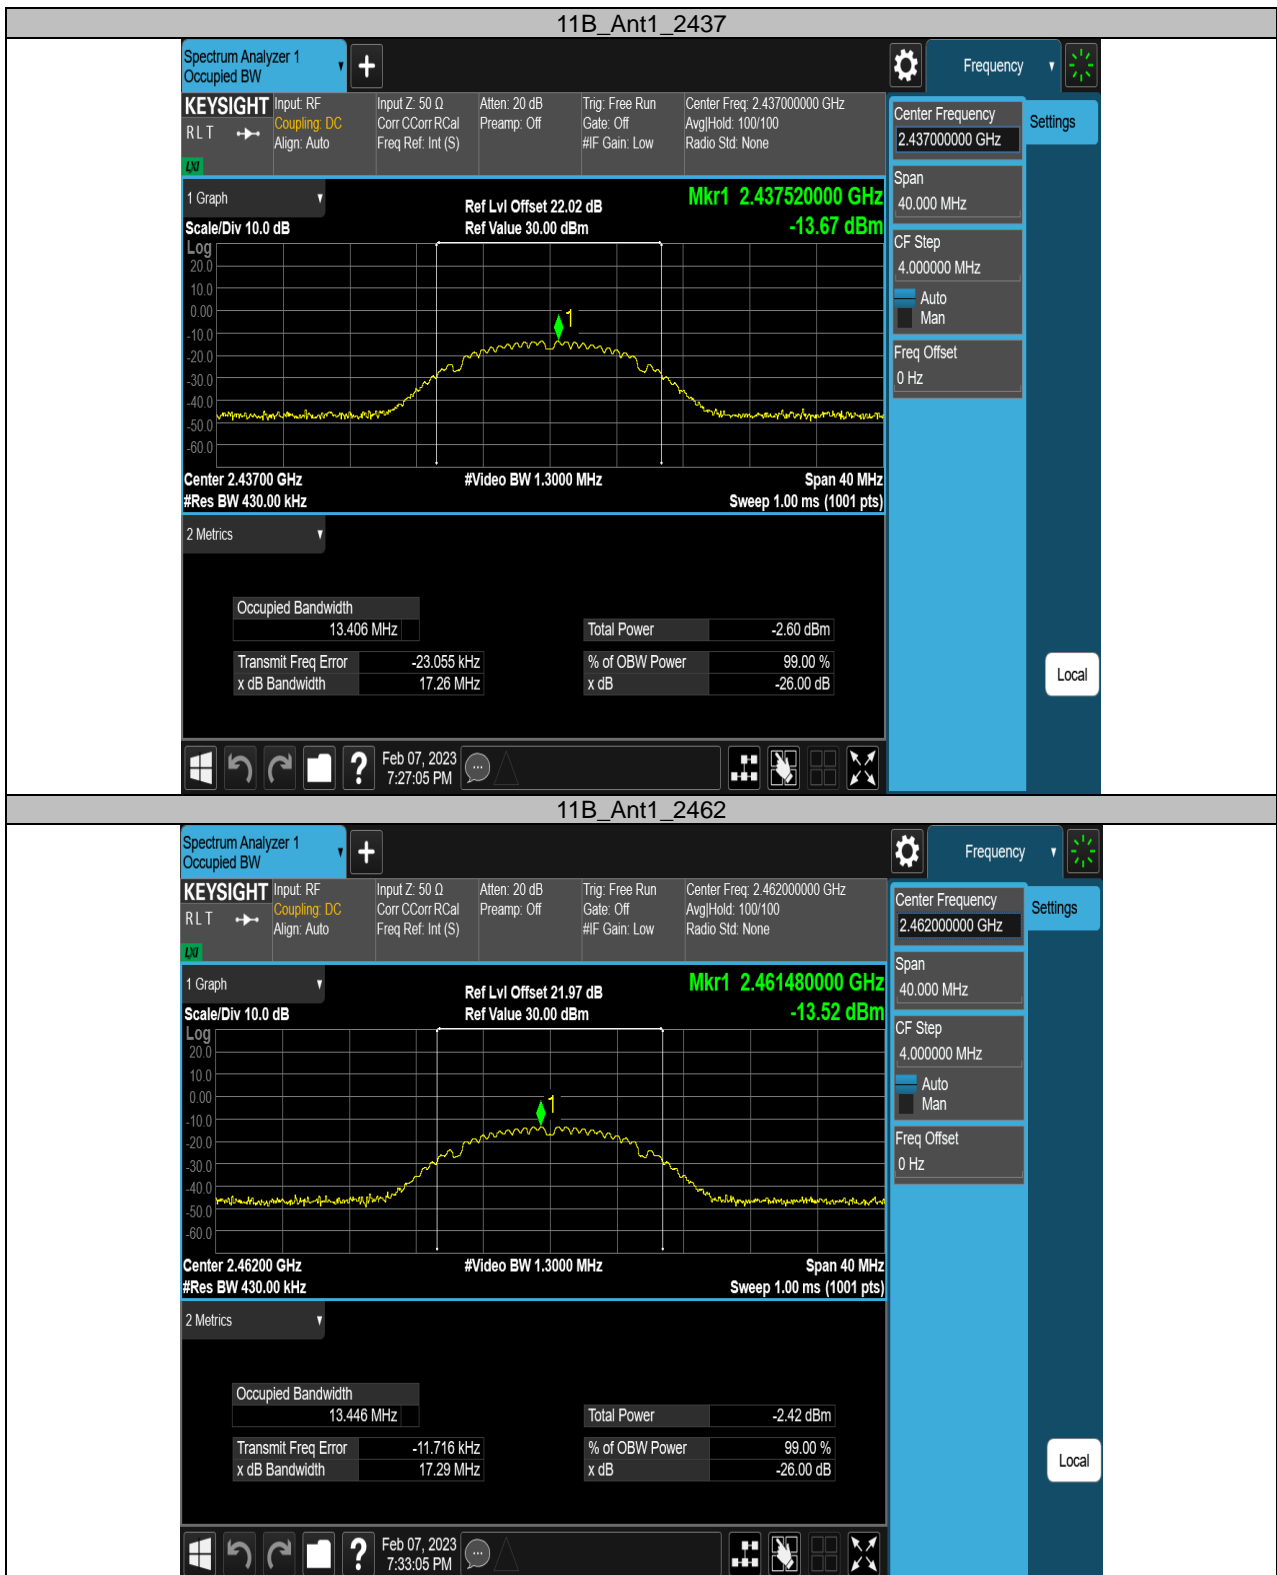 11B_Ant1_2437
Spectrum Analyzer 1
Occupied BW
Frequency
KEYSIGHT
RLT
LXI
Input: RF
Coupling: DC
Align: Auto
Input Z: 50 Ω
Corr CCorr RCal
Freq Ref: Int (S)
Atten: 20 dB
Preamp: Off
Trig: Free Run
Gate: Off
#IF Gain: Low
Center Freq: 2.437000000 GHz
Avg|Hold: 100/100
Radio Std: None
Center Frequency
2.437000000 GHz
Settings
Span
40.000 MHz
CF Step
4.000000 MHz
Auto
Man
Freq Offset
0 Hz
Local
1 Graph
Scale/Div 10.0 dB
Ref Lvl Offset 22.02 dB
Ref Value 30.00 dBm
Mkr1 2.437520000 GHz
-13.67 dBm
Log
20.0
10.0
0.00
-10.0
-20.0
-30.0
-40.0
-50.0
-60.0
1
Center 2.43700 GHz
#Res BW 430.00 kHz
#Video BW 1.3000 MHz
Span 40 MHz
Sweep 1.00 ms (1001 pts)
2 Metrics
Occupied Bandwidth
13.406 MHz
Total Power -2.60 dBm
Transmit Freq Error -23.055 kHz
% of OBW Power 99.00 %
x dB Bandwidth 17.26 MHz
x dB -26.00 dB
?
Feb 07, 2023
7:27:05 PM
11B_Ant1_2462
Spectrum Analyzer 1
Occupied BW
Frequency
KEYSIGHT
RLT
LXI
Input: RF
Coupling: DC
Align: Auto
Input Z: 50 Ω
Corr CCorr RCal
Freq Ref: Int (S)
Atten: 20 dB
Preamp: Off
Trig: Free Run
Gate: Off
#IF Gain: Low
Center Freq: 2.462000000 GHz
Avg|Hold: 100/100
Radio Std: None
Center Frequency
2.462000000 GHz
Settings
Span
40.000 MHz
CF Step
4.000000 MHz
Auto
Man
Freq Offset
0 Hz
Local
1 Graph
Scale/Div 10.0 dB
Ref Lvl Offset 21.97 dB
Ref Value 30.00 dBm
Mkr1 2.461480000 GHz
-13.52 dBm
Log
20.0
10.0
0.00
-10.0
-20.0
-30.0
-40.0
-50.0
-60.0
1
Center 2.46200 GHz
#Res BW 430.00 kHz
#Video BW 1.3000 MHz
Span 40 MHz
Sweep 1.00 ms (1001 pts)
2 Metrics
Occupied Bandwidth
13.446 MHz
Total Power -2.42 dBm
Transmit Freq Error -11.716 kHz
% of OBW Power 99.00 %
x dB Bandwidth 17.29 MHz
x dB -26.00 dB
?
Feb 07, 2023
7:33:05 PM